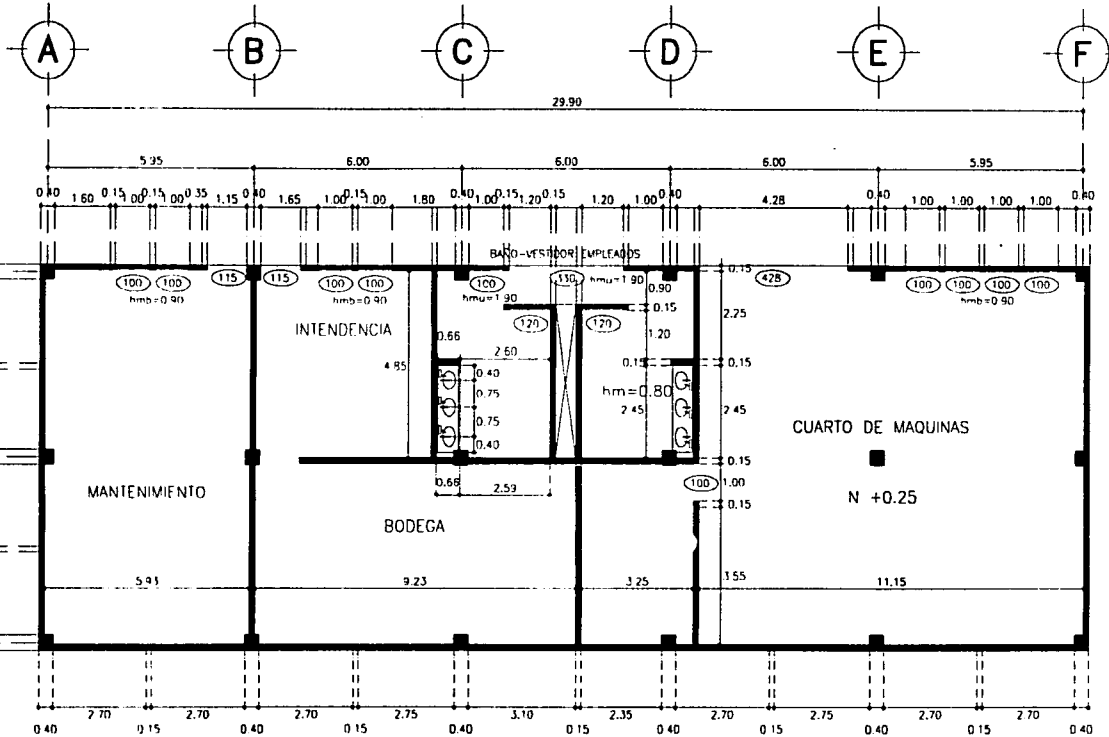 A B C D E F
29.90
5.95 6.00 6.00 6.00 5.95
0.40 0.15 0.15 0.35 0.40 0.15 0.40 0.15 0.15 0.40 0.40 0.40
1.60 1.00 1.00 1.15 1.65 1.00 1.00 1.80 1.00 1.20 1.20 1.00 4.28 1.00 1.00 1.00 1.00
BAÑO-VESTIDOR EMPLEADOS
0.15
100 100 115 115 100 100 100 130 hmu=1.90 428 100 100 100 100
0.90
hmb=0.90 hmb=0.90 hmu=1.90 hmb=0.90
0.15 2.25
120 120
INTENDENCIA
0.66 1.20
2.60
4.85 0.15 0.15
0.40
hm=0.80
0.75
2.45 2.45
0.75
CUARTO DE MAQUINAS
0.40
0.15
100 1.00
0.66 2.59
MANTENIMIENTO
N +0.25
0.15
BODEGA
3.55
5.93 9.23 3.25 11.15
2.70 2.70 2.70 2.75 3.10 2.35 2.70 2.75 2.70 2.70
0.40 0.15 0.40 0.15 0.40 0.15 0.40 0.15 0.40 0.15 0.40